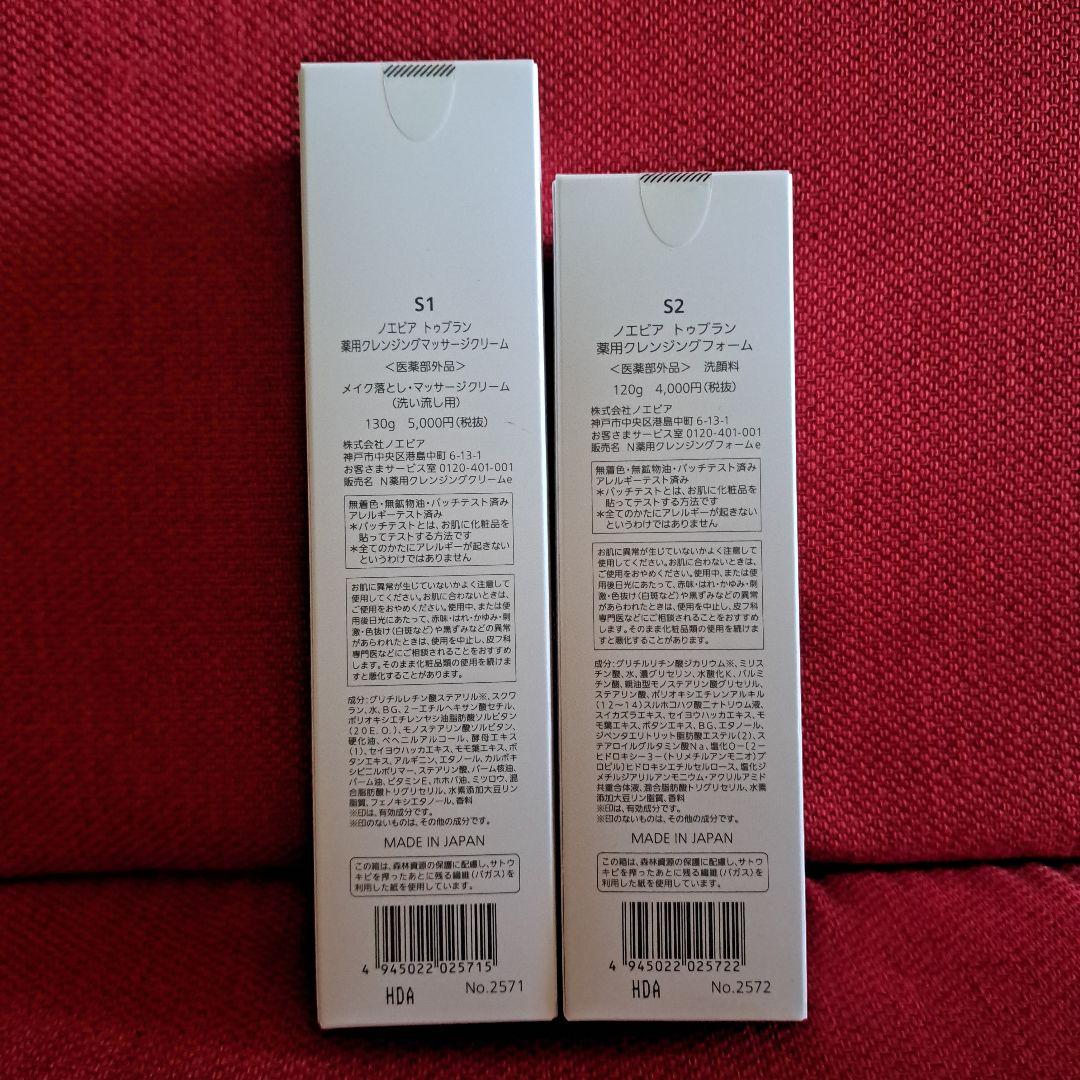 S1
ノエビア トゥブラン
薬用クレンジングマッサージクリーム
<医薬部外品>
メイク落とし・マッサージクリーム
(洗い流し用)
130g 5,000円(税抜)
株式会社ノエビア
神戸市中央区港島中町 6-13-1
お客さまサービス室 0120-401-001
販売名 N薬用クレンジングクリームe
無着色・無鉱物油・パッチテスト済み
アレルギーテスト済み
*パッチテストとは、お肌に化粧品を
貼ってテストする方法です
*全てのかたにアレルギーが起きない
というわけではありません
お肌に異常が生じていないかよく注意して
使用してください。お肌に合わないときは、
ご使用をおやめください。使用中、または使
用後日光にあたって、赤味・はれ・かゆみ・刺
激・色抜け(白斑など)や黒ずみなどの異常
があらわれたときは、使用を中止し、皮フ科
専門医などにご相談されることをおすすめ
します。そのまま化粧品類の使用を続けま
すと悪化することがあります。
成分:グリチルレチン酸ステアリル※、スクワ
ラン、水、BG、2-エチルヘキサン酸セチル、
ポリオキシエチレンヤシ油脂肪酸ソルビタン
(20E.O.)、モノステアリン酸ソルビタン、
硬化油、ベヘニルアルコール、酵母エキス
(1)、セイヨウハッカエキス、モモ葉エキス、ボ
タンエキス、アルギニン、エタノール、カルボキ
シビニルポリマー、ステアリン酸、パーム核油、
パーム油、ビタミンE、ホホバ油、ミツロウ、混
合脂肪酸トリグリセリル、水素添加大豆リン
脂質、フェノキシエタノール、香料
※印は、有効成分です。
※印のないものは、その他の成分です。
MADE IN JAPAN
この箱は、森林資源の保護に配慮し、サトウ
キビを搾ったあとに残る繊維(バガス)を
利用した紙を使用しています。
4 945022 025715
HDA No.2571
S2
ノエビア トゥブラン
薬用クレンジングフォーム
<医薬部外品> 洗顔料
120g 4,000円(税抜)
株式会社ノエビア
神戸市中央区港島中町 6-13-1
お客さまサービス室 0120-401-001
販売名 N薬用クレンジングフォームe
無着色・無鉱物油・パッチテスト済み
アレルギーテスト済み
*パッチテストとは、お肌に化粧品を
貼ってテストする方法です
*全てのかたにアレルギーが起きない
というわけではありません
お肌に異常が生じていないかよく注意して
使用してください。お肌に合わないときは、
ご使用をおやめください。使用中、または使
用後日光にあたって、赤味・はれ・かゆみ・刺
激・色抜け(白斑など)や黒ずみなどの異常
があらわれたときは、使用を中止し、皮フ科
専門医などにご相談されることをおすすめ
します。そのまま化粧品類の使用を続けま
すと悪化することがあります。
成分:グリチルリチン酸ジカリウム※、ミリス
チン酸、水、濃グリセリン、水酸化K、パルミ
チン酸、親油型モノステアリン酸グリセリル、
ステアリン酸、ポリオキシエチレンアルキル
(12~14)スルホコハク酸二ナトリウム液、
スイカズラエキス、セイヨウハッカエキス、モ
モ葉エキス、ボタンエキス、BG、エタノール、
ジペンタエリトリット脂肪酸エステル(2)、ス
テアロイルグルタミン酸Na、塩化O-[2-
ヒドロキシ-3-(トリメチルアンモニオ)プ
ロピル]ヒドロキシエチルセルロース、塩化ジ
メチルジアリルアンモニウム・アクリルアミド
共重合体液、混合脂肪酸トリグリセリル、水素
添加大豆リン脂質、香料
※印は、有効成分です。
※印のないものは、その他の成分です。
MADE IN JAPAN
この箱は、森林資源の保護に配慮し、サトウ
キビを搾ったあとに残る繊維(バガス)を
利用した紙を使用しています。
4 945022 025722
HDA No.2572